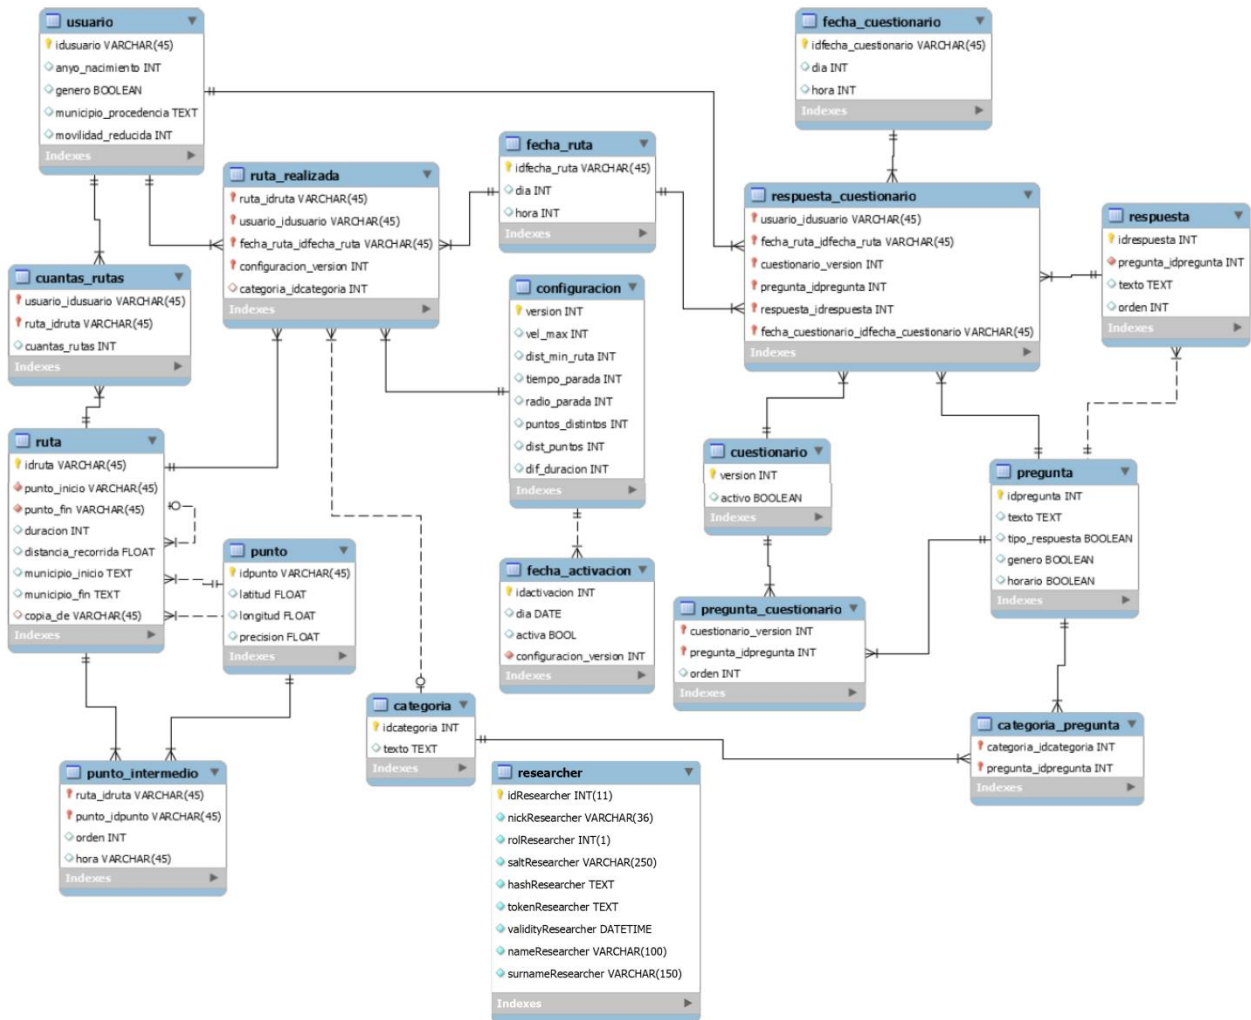 usuario
idusuario VARCHAR(45)
anyo_nacimiento INT
genero BOOLEAN
municipio_procedencia TEXT
movilidad_reducida INT
Indexes
fecha_cuestionario
idfecha_cuestionario VARCHAR(45)
dia INT
hora INT
Indexes
fecha_ruta
idfecha_ruta VARCHAR(45)
dia INT
hora INT
Indexes
ruta_realizada
ruta_idruta VARCHAR(45)
usuario_idusuario VARCHAR(45)
fecha_ruta_idfecha_ruta VARCHAR(45)
configuracion_version INT
categoria_idcategoria INT
Indexes
respuesta_cuestionario
usuario_idusuario VARCHAR(45)
fecha_ruta_idfecha_ruta VARCHAR(45)
cuestionario_version INT
pregunta_idpregunta INT
respuesta_idrespuesta INT
fecha_cuestionario_idfecha_cuestionario VARCHAR(45)
Indexes
respuesta
idrespuesta INT
pregunta_idpregunta INT
texto TEXT
orden INT
Indexes
cuantas_rutas
usuario_idusuario VARCHAR(45)
ruta_idruta VARCHAR(45)
cuantas_rutas INT
Indexes
configuracion
version INT
vel_max INT
dist_min_ruta INT
tiempo_parada INT
radio_parada INT
puntos_distintos INT
dist_puntos INT
dif_duracion INT
Indexes
ruta
idruta VARCHAR(45)
punto_inicio VARCHAR(45)
punto_fin VARCHAR(45)
duracion INT
distancia_recorrida FLOAT
municipio_inicio TEXT
municipio_fin TEXT
copia_de VARCHAR(45)
Indexes
cuestionario
version INT
activo BOOLEAN
Indexes
pregunta
idpregunta INT
texto TEXT
tipo_respuesta BOOLEAN
genero BOOLEAN
horario BOOLEAN
Indexes
punto
idpunto VARCHAR(45)
latitud FLOAT
longitud FLOAT
precision FLOAT
Indexes
fecha_activacion
idactivacion INT
dia DATE
activa BOOL
configuracion_version INT
Indexes
pregunta_cuestionario
cuestionario_version INT
pregunta_idpregunta INT
orden INT
Indexes
categoria
idcategoria INT
texto TEXT
Indexes
categoria_pregunta
categoria_idcategoria INT
pregunta_idpregunta INT
Indexes
punto_intermedio
ruta_idruta VARCHAR(45)
punto_idpunto VARCHAR(45)
orden INT
hora VARCHAR(45)
Indexes
researcher
idResearcher INT(11)
nickResearcher VARCHAR(36)
rolResearcher INT(1)
saltResearcher VARCHAR(250)
hashResearcher TEXT
tokenResearcher TEXT
validityResearcher DATETIME
nameResearcher VARCHAR(100)
surnameResearcher VARCHAR(150)
Indexes